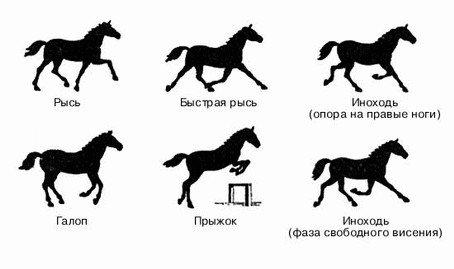 Рысь
Быстрая рысь
Иноходь
(опора на правые ноги)
Галоп
Прыжок
Иноходь
(фаза свободного висения)